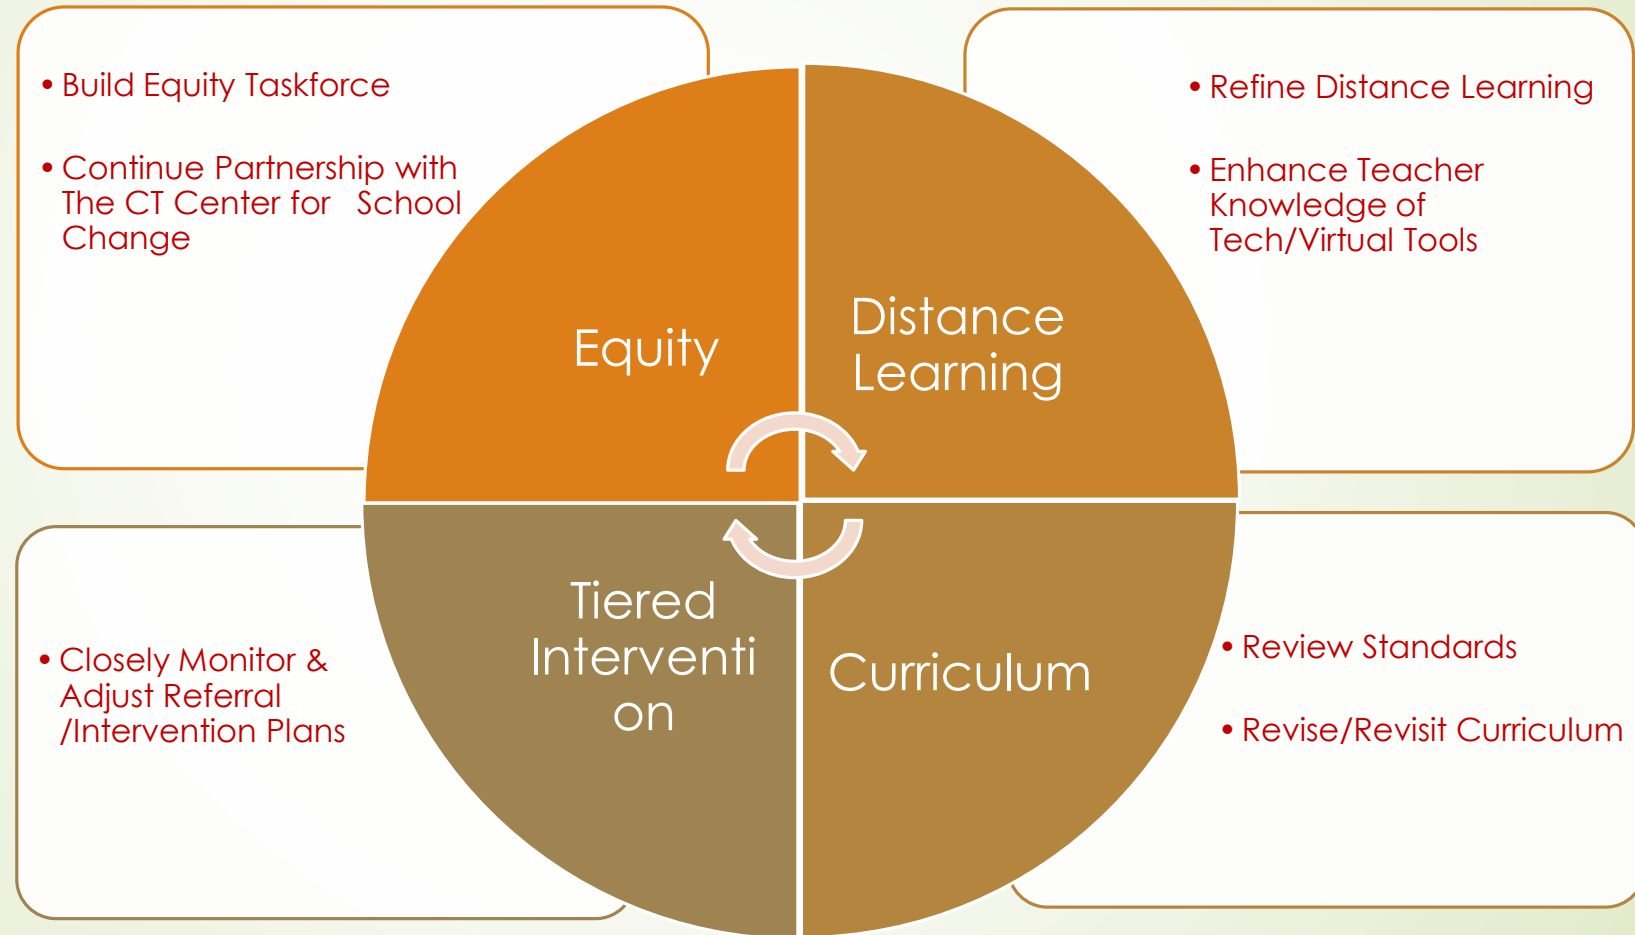 • Build Equity Taskforce
• Continue Partnership with
The CT Center for   School
Change
• Refine Distance Learning
• Enhance Teacher
Knowledge of
Tech/Virtual Tools
Equity
Distance
Learning
Tiered
Interventi
on
Curriculum
• Closely Monitor &
Adjust Referral
/Intervention Plans
• Review Standards
• Revise/Revisit Curriculum